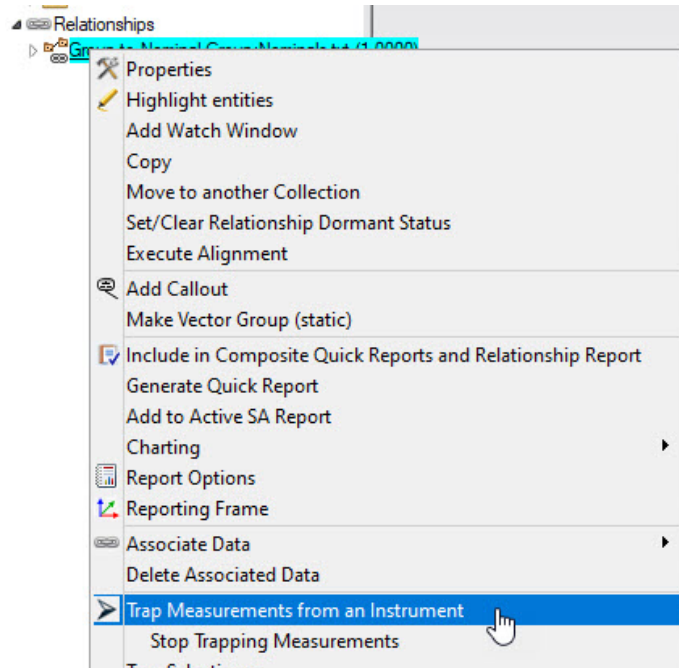 Relationships
Properties
Highlight entities
Add Watch Window
Copy
Move to another Collection
Set/Clear Relationship Dormant Status
Execute Alignment
Add Callout
Make Vector Group (static)
Include in Composite Quick Reports and Relationship Report
Generate Quick Report
Add to Active SA Report
Charting
Report Options
Reporting Frame
Associate Data
Delete Associated Data
Trap Measurements from an Instrument
Stop Trapping Measurements